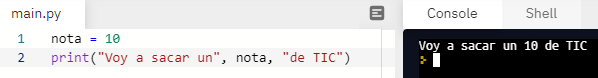 main.py
1 nota = 10
2 print("Voy a sacar un", nota, "de TIC")
Console Shell
Voy a sacar un 10 de TIC
>